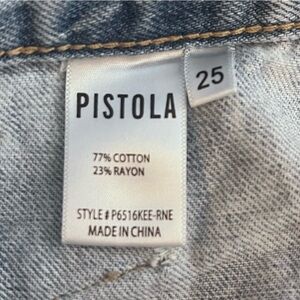 25
PISTOLA
77% COTTON
23% RAYON
STYLE # P6516KEE-RNE
MADE IN CHINA